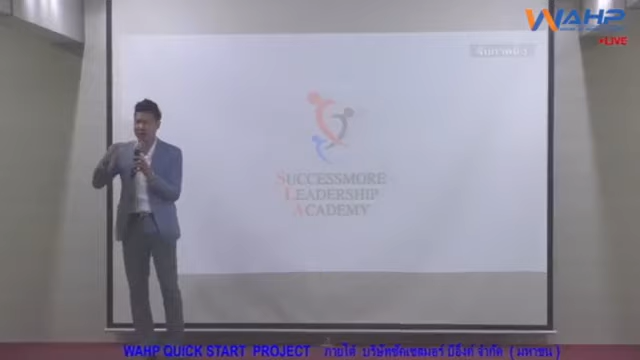 WAHP
LIVE
SUCCESSMORE
LEADERSHIP
ACADEMY
WAHP QUICK START PROJECT ภายใต้ บริษัทซัคเซสมอร์ บีอิ้งค์ จำกัด ( มหาชน )